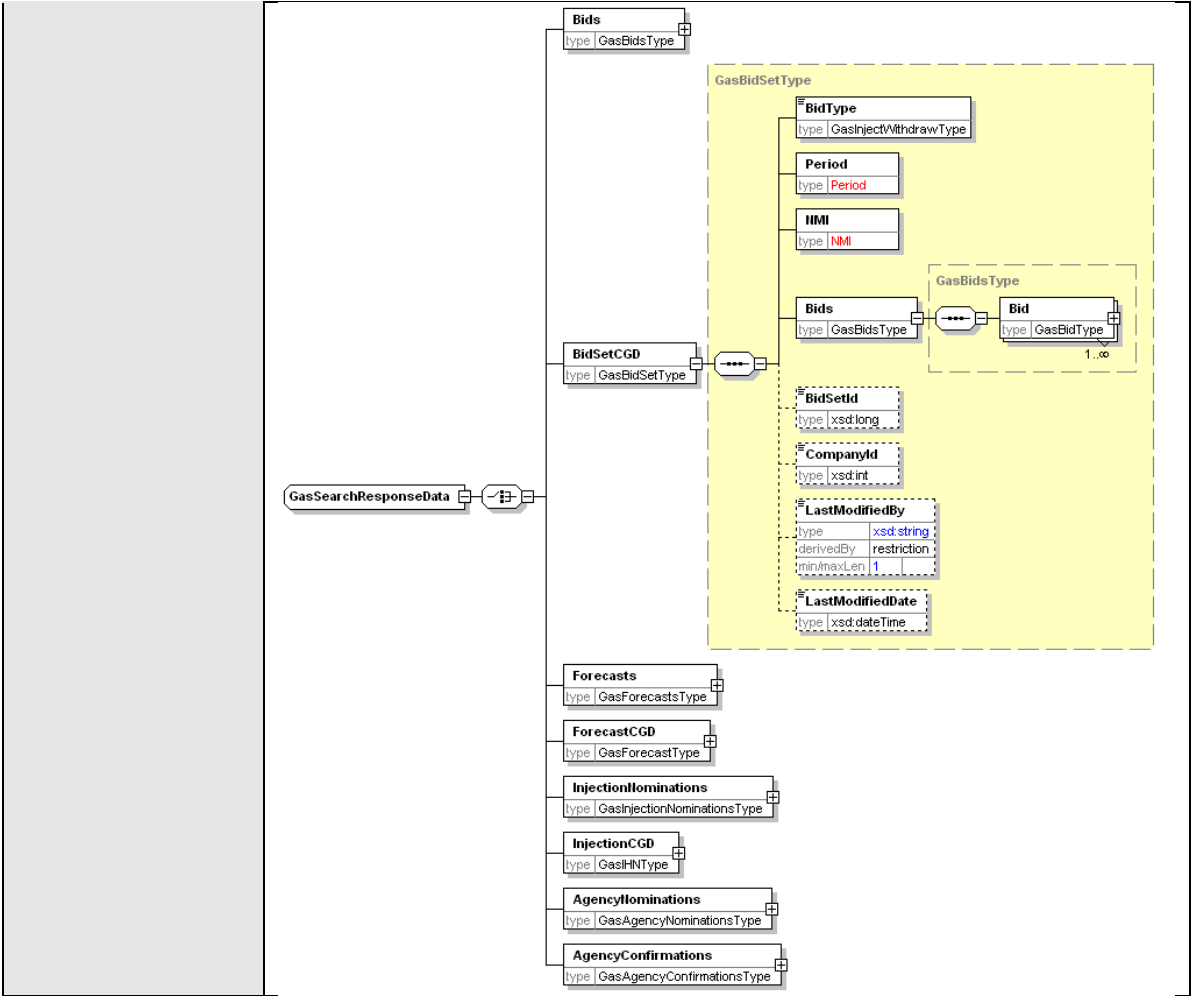 Bids
type GasBidsType
GasBidSetType
BidType
type GasInjectWithdrawType
Period
type Period
NMI
type NMI
GasBidsType
Bids
type GasBidsType
Bid
type GasBidType
1..∞
BidSetCGD
type GasBidSetType
BidSetId
type xsd:long
CompanyId
type xsd:int
LastModifiedBy
type xsd:string
derivedBy restriction
min/maxLen 1
LastModifiedDate
type xsd:dateTime
GasSearchResponseData
Forecasts
type GasForecastsType
ForecastCGD
type GasForecastType
InjectionNominations
type GasInjectionNominationsType
InjectionCGD
type GasIHNType
AgencyNominations
type GasAgencyNominationsType
AgencyConfirmations
type GasAgencyConfirmationsType